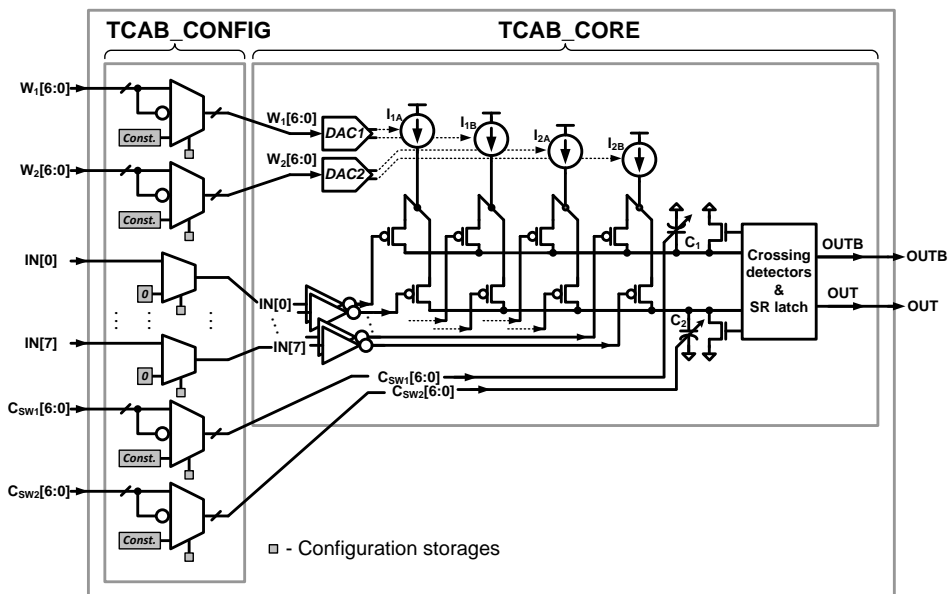 TCAB_CONFIG
TCAB_CORE
W1[6:0]
Const.
W2[6:0]
Const.
IN[0]
0
IN[7]
0
CSW1[6:0]
Const.
CSW2[6:0]
Const.
W1[6:0]
DAC1
W2[6:0]
DAC2
I1A
I1B
I2A
I2B
IN[0]
IN[7]
CSW1[6:0]
CSW2[6:0]
C1
C2
Crossing
detectors
&
SR latch
OUTB
OUT
OUTB
OUT
- Configuration storages